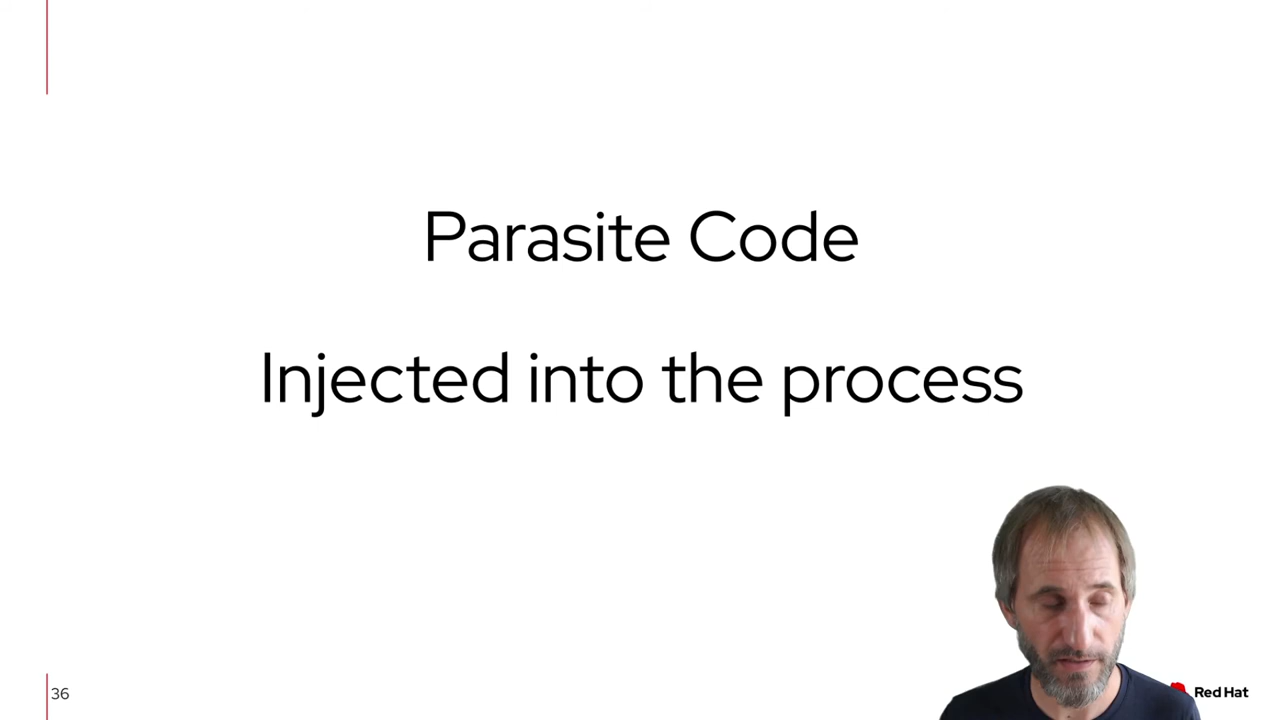 Parasite Code
Injected into the process
36
Red Hat